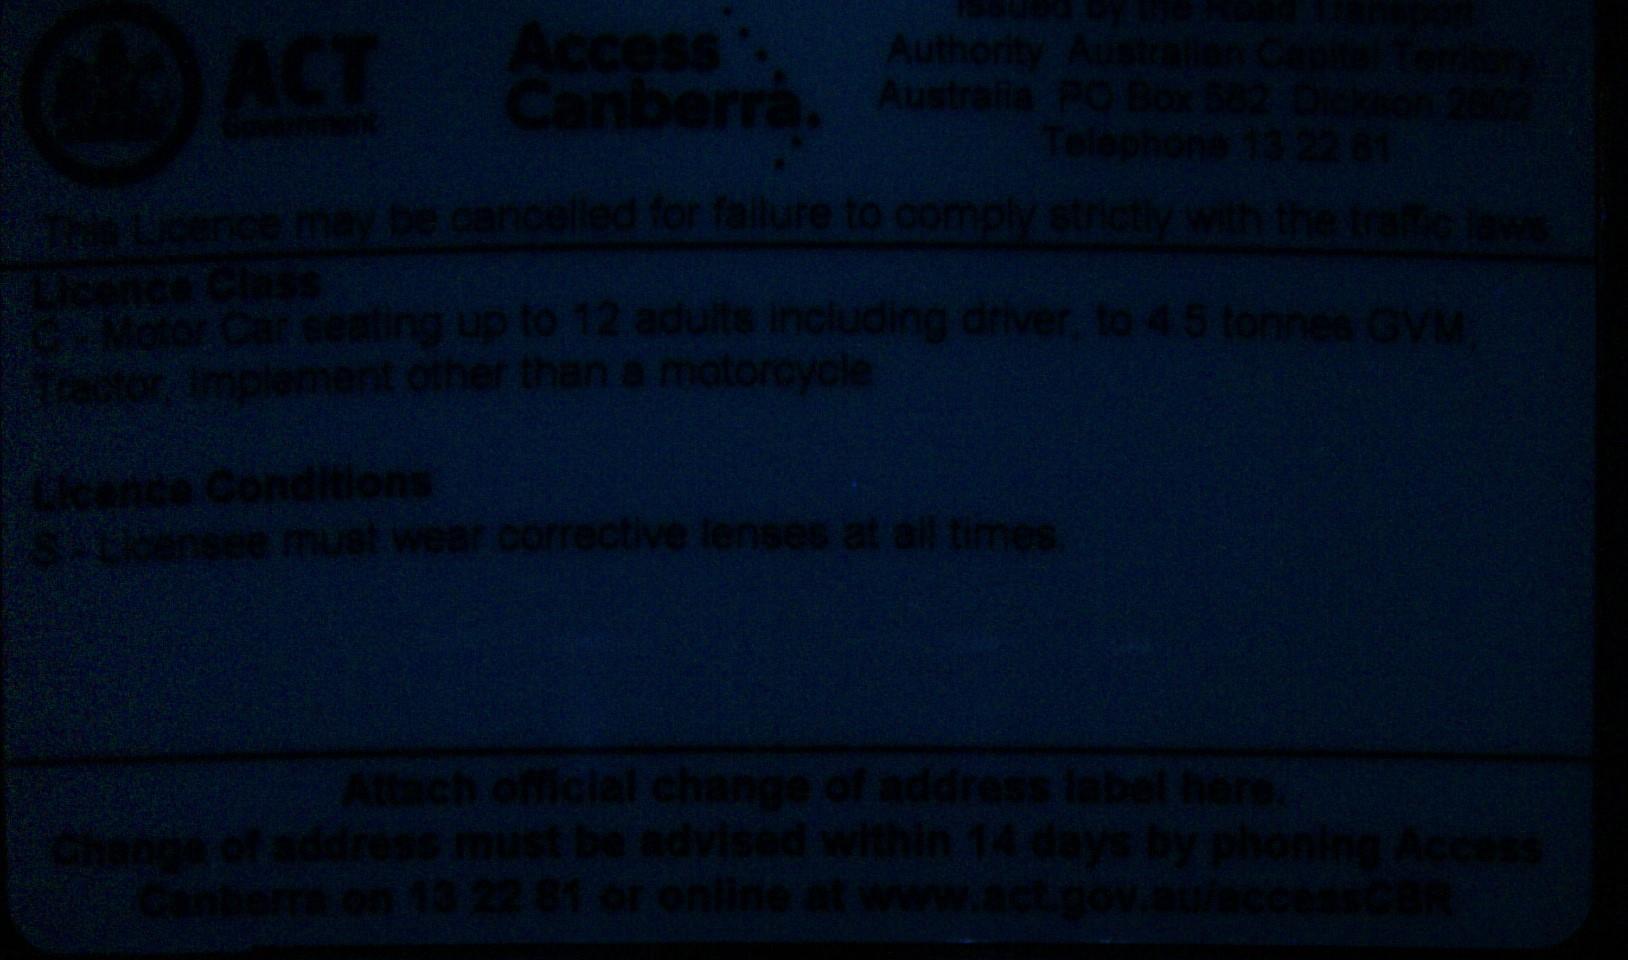 ACT
Government
Access
Canberra.
Issued by the Road Transport
Authority Australian Capital Territory
Australia PO Box 582 Dickson 2602
Telephone 13 22 81
This Licence may be cancelled for failure to comply strictly with the traffic laws
Licence Class
C - Motor Car seating up to 12 adults including driver, to 4.5 tonnes GVM,
Tractor, Implement other than a motorcycle
Licence Conditions
S - Licensee must wear corrective lenses at all times.
Attach official change of address label here.
Change of address must be advised within 14 days by phoning Access
Canberra on 13 22 81 or online at www.act.gov.au/accessCBR